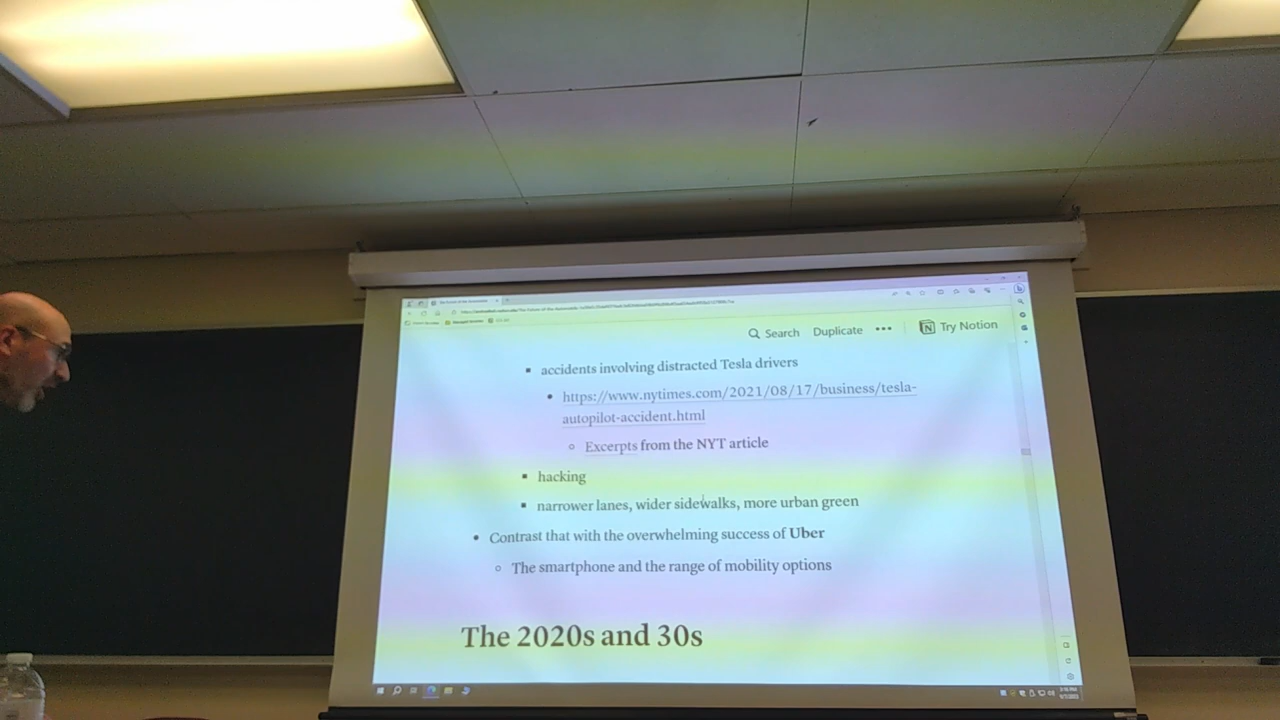 Search Duplicate ••• Try Notion
▪ accidents involving distracted Tesla drivers
• https://www.nytimes.com/2021/08/17/business/tesla-
autopilot-accident.html
◦ Excerpts from the NYT article
▪ hacking
▪ narrower lanes, wider sidewalks, more urban green
• Contrast that with the overwhelming success of Uber
◦ The smartphone and the range of mobility options
The 2020s and 30s